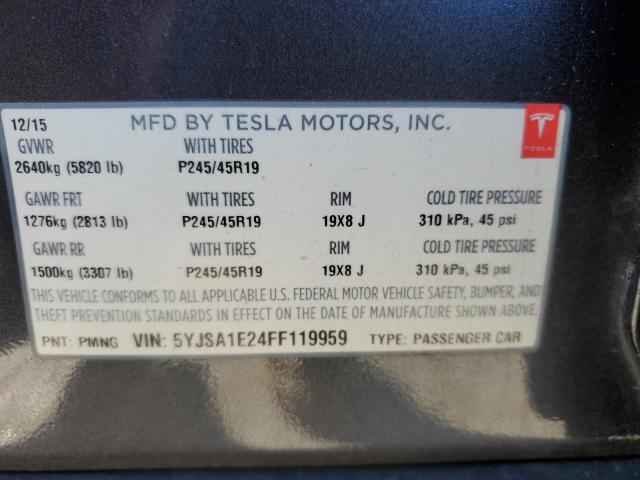 12/15 MFD BY TESLA MOTORS, INC.
TESLA
GVWR WITH TIRES
2640kg (5820 lb) P245/45R19
GAWR FRT WITH TIRES RIM COLD TIRE PRESSURE
1276kg (2813 lb) P245/45R19 19X8 J 310 kPa, 45 psi
GAWR RR WITH TIRES RIM COLD TIRE PRESSURE
1500kg (3307 lb) P245/45R19 19X8 J 310 kPa, 45 psi
THIS VEHICLE CONFORMS TO ALL APPLICABLE U.S. FEDERAL MOTOR VEHICLE SAFETY, BUMPER, AND
THEFT PREVENTION STANDARDS IN EFFECT ON THE DATE OF MANUFACTURE SHOWN ABOVE.
PNT: PMNG VIN: 5YJSA1E24FF119959 TYPE: PASSENGER CAR